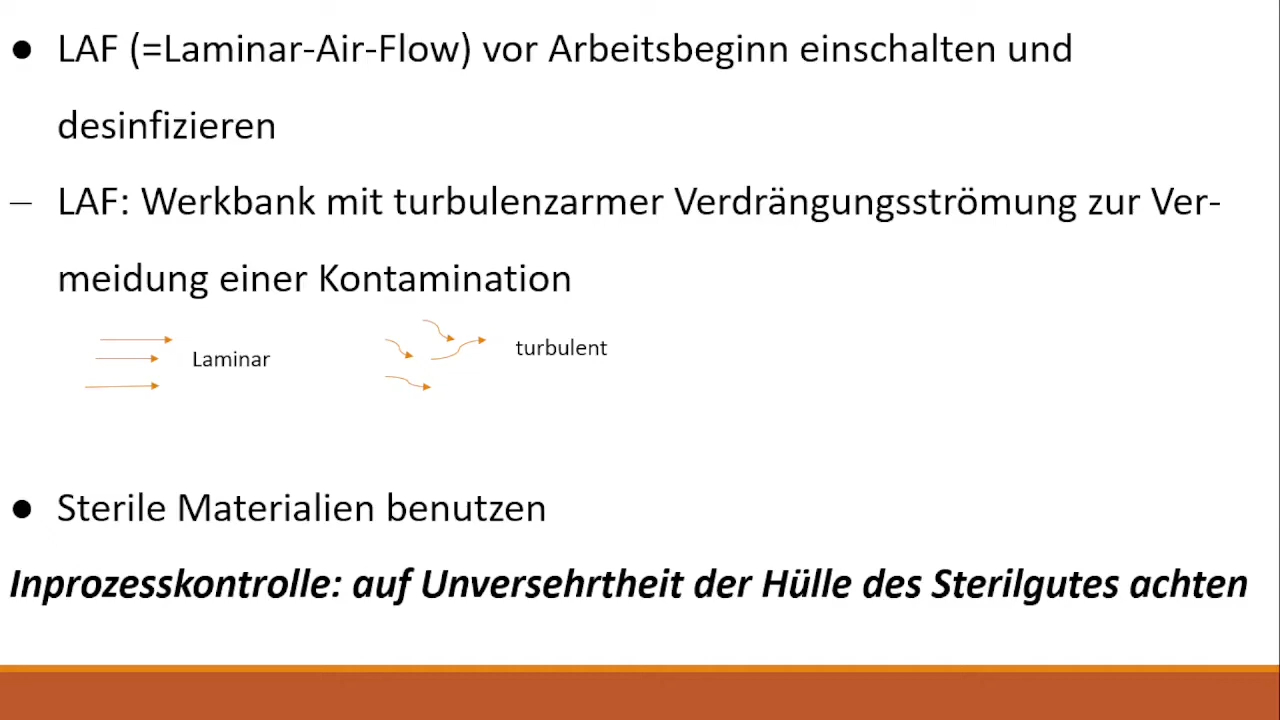 ● LAF (=Laminar-Air-Flow) vor Arbeitsbeginn einschalten und
desinfizieren
– LAF: Werkbank mit turbulenzarmer Verdrängungsströmung zur Ver-
meidung einer Kontamination
Laminar
turbulent
● Sterile Materialien benutzen
Inprozesskontrolle: auf Unversehrtheit der Hülle des Sterilgutes achten